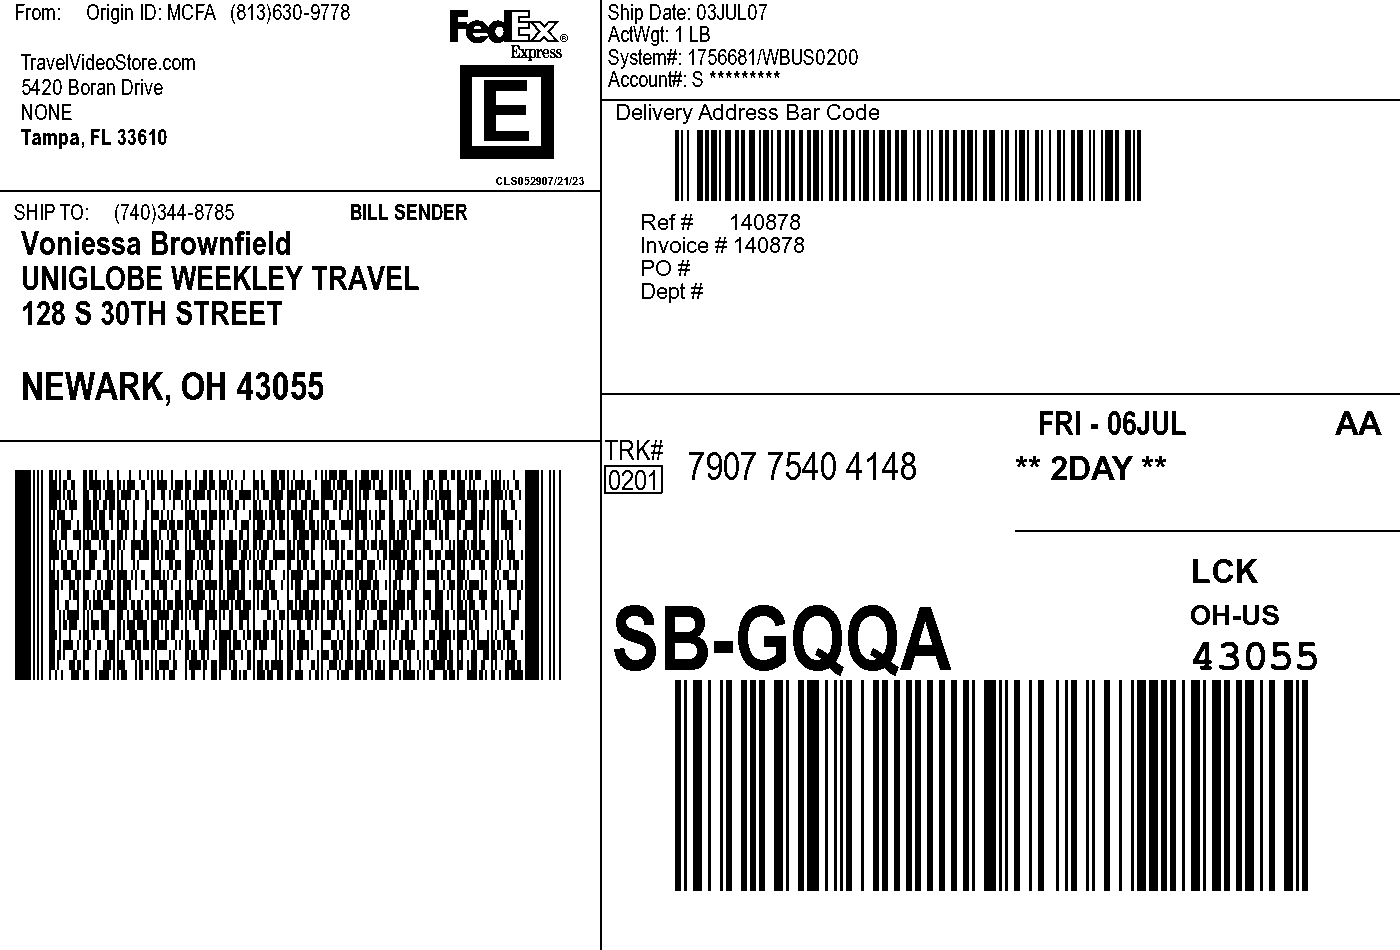 From: Origin ID: MCFA (813)630-9778
TravelVideoStore.com
5420 Boran Drive
NONE
Tampa, FL 33610
FedEx®
Express
E
CLS052907/21/23
SHIP TO: (740)344-8785 BILL SENDER
Voniessa Brownfield
UNIGLOBE WEEKLEY TRAVEL
128 S 30TH STREET
NEWARK, OH 43055
Ship Date: 03JUL07
ActWgt: 1 LB
System#: 1756681/WBUS0200
Account#: S *********
Delivery Address Bar Code
Ref # 140878
Invoice # 140878
PO #
Dept #
FRI - 06JUL AA
TRK# 7907 7540 4148 ** 2DAY **
0201
LCK
SB-GQQA OH-US
43055